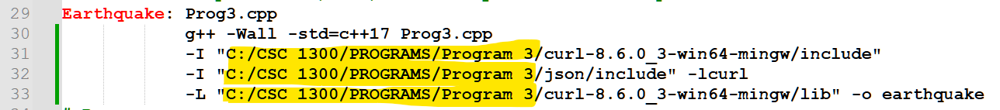 29 Earthquake: Prog3.cpp
30 g++ -Wall -std=c++17 Prog3.cpp
31 -I "C:/CSC 1300/PROGRAMS/Program 3/curl-8.6.0_3-win64-mingw/include"
32 -I "C:/CSC 1300/PROGRAMS/Program 3/json/include" -lcurl
33 -L "C:/CSC 1300/PROGRAMS/Program 3/curl-8.6.0_3-win64-mingw/lib" -o earthquake